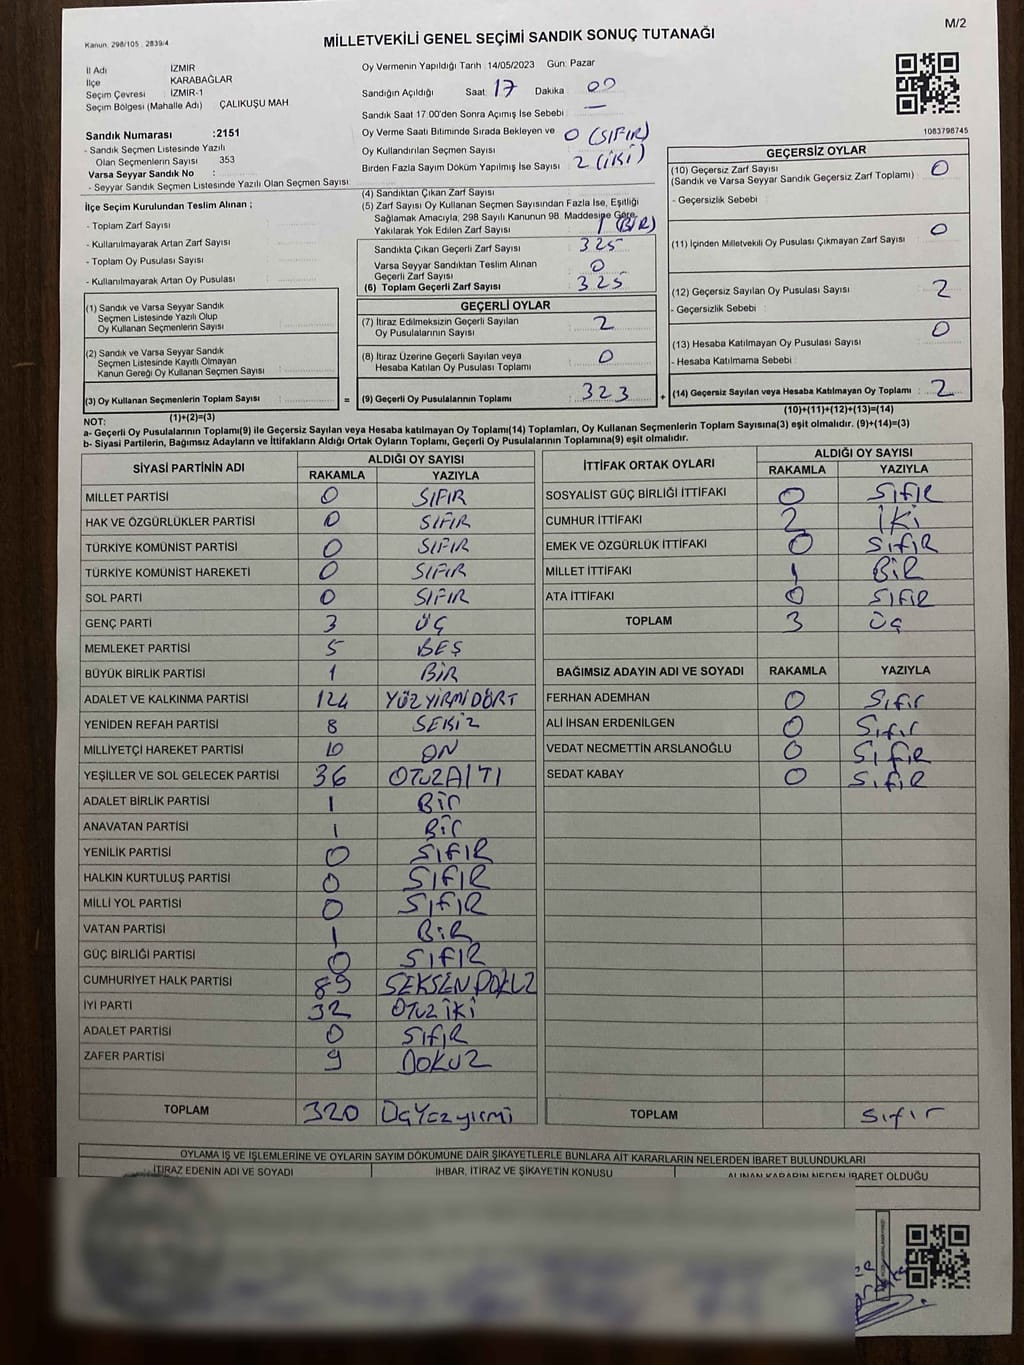 Kanun: 298/105 ; 2839/4
MİLLETVEKİLİ GENEL SEÇİMİ SANDIK SONUÇ TUTANAĞI
M/2
İl Adı : İZMİR
İlçe : KARABAĞLAR
Seçim Çevresi : İZMİR-1
Seçim Bölgesi (Mahalle Adı) : ÇALIKUŞU MAH
Sandık Numarası :2151
- Sandık Seçmen Listesinde Yazılı
Olan Seçmenlerin Sayısı : 353
Varsa Seyyar Sandık No :
- Seyyar Sandık Seçmen Listesinde Yazılı Olan Seçmen Sayısı :
Oy Vermenin Yapıldığı Tarih :14/05/2023 Gün: Pazar
Sandığın Açıldığı Saat : 17 Dakika : 00
Sandık Saat 17.00'den Sonra Açımış İse Sebebi : —
Oy Verme Saati Bitiminde Sırada Bekleyen ve
Oy Kullandırılan Seçmen Sayısı : 0 (SIFIR)
Birden Fazla Sayım Döküm Yapılmış İse Sayısı : 2 (İKİ)
1083798745
İlçe Seçim Kurulundan Teslim Alınan ;
- Toplam Zarf Sayısı :
- Kullanılmayarak Artan Zarf Sayısı :
- Toplam Oy Pusulası Sayısı :
- Kullanılmayarak Artan Oy Pusulası :
(1) Sandık ve Varsa Seyyar Sandık
Seçmen Listesinde Yazılı Olup
Oy Kullanan Seçmenlerin Sayısı :
(2) Sandık ve Varsa Seyyar Sandık
Seçmen Listesinde Kayıtlı Olmayan
Kanun Gereği Oy Kullanan Seçmen Sayısı :
(3) Oy Kullanan Seçmenlerin Toplam Sayısı :
(1)+(2)=(3)
(4) Sandıktan Çıkan Zarf Sayısı :
(5) Zarf Sayısı Oy Kullanan Seçmen Sayısından Fazla İse, Eşitliği
Sağlamak Amacıyla, 298 Sayılı Kanunun 98. Maddesine Göre
Yakılarak Yok Edilen Zarf Sayısı : 1 (BİR)
Sandıkta Çıkan Geçerli Zarf Sayısı : 325
Varsa Seyyar Sandıktan Teslim Alınan
Geçerli Zarf Sayısı : 0
(6) Toplam Geçerli Zarf Sayısı : 325
GEÇERLİ OYLAR
(7) İtiraz Edilmeksizin Geçerli Sayılan
Oy Pusulalarının Sayısı : 2
(8) İtiraz Üzerine Geçerli Sayılan veya
Hesaba Katılan Oy Pusulası Toplamı : 0
= (9) Geçerli Oy Pusulalarının Toplamı : 323
GEÇERSİZ OYLAR
(10) Geçersiz Zarf Sayısı : 0
(Sandık ve Varsa Seyyar Sandık Geçersiz Zarf Toplamı)
- Geçersizlik Sebebi :
(11) İçinden Milletvekili Oy Pusulası Çıkmayan Zarf Sayısı : 0
(12) Geçersiz Sayılan Oy Pusulası Sayısı : 2
- Geçersizlik Sebebi :
(13) Hesaba Katılmayan Oy Pusulası Sayısı : 0
- Hesaba Katılmama Sebebi :
+ (14) Geçersiz Sayılan veya Hesaba Katılmayan Oy Toplamı : 2
(10)+(11)+(12)+(13)=(14)
NOT:
a- Geçerli Oy Pusulalarının Toplamı(9) ile Geçersiz Sayılan veya Hesaba katılmayan Oy Toplamı(14) Toplamları, Oy Kullanan Seçmenlerin Toplam Sayısına(3) eşit olmalıdır. (9)+(14)=(3)
b- Siyasi Partilerin, Bağımsız Adayların ve İttifakların Aldığı Ortak Oyların Toplamı, Geçerli Oy Pusulalarının Toplamına(9) eşit olmalıdır.
SİYASİ PARTİNİN ADI ALDIĞI OY SAYISI
RAKAMLA YAZIYLA
MİLLET PARTİSİ 0 SIFIR
HAK VE ÖZGÜRLÜKLER PARTİSİ 0 SIFIR
TÜRKİYE KOMÜNİST PARTİSİ 0 SIFIR
TÜRKİYE KOMÜNİST HAREKETİ 0 SIFIR
SOL PARTİ 0 SIFIR
GENÇ PARTİ 3 ÜÇ
MEMLEKET PARTİSİ 5 BEŞ
BÜYÜK BİRLİK PARTİSİ 1 BİR
ADALET VE KALKINMA PARTİSİ 124 YÜZ YİRMİ DÖRT
YENİDEN REFAH PARTİSİ 8 SEKİZ
MİLLİYETÇİ HAREKET PARTİSİ 10 ON
YEŞİLLER VE SOL GELECEK PARTİSİ 36 OTUZALTI
ADALET BİRLİK PARTİSİ 1 Bir
ANAVATAN PARTİSİ 1 Bir
YENİLİK PARTİSİ 0 SIFIR
HALKIN KURTULUŞ PARTİSİ 0 SIFIR
MİLLİ YOL PARTİSİ 0 SIFIR
VATAN PARTİSİ 1 BİR
GÜÇ BİRLİĞİ PARTİSİ 0 SIFIR
CUMHURİYET HALK PARTİSİ 89 SEKSEN DOKUZ
İYİ PARTİ 32 OTUZ İKİ
ADALET PARTİSİ 0 SIFIR
ZAFER PARTİSİ 9 DOKUZ
TOPLAM 320 ÜÇYÜZ yirmi
İTTİFAK ORTAK OYLARI ALDIĞI OY SAYISI
RAKAMLA YAZIYLA
SOSYALİST GÜÇ BİRLİĞİ İTTİFAKI 0 SIFIR
CUMHUR İTTİFAKI 2 İKİ
EMEK VE ÖZGÜRLÜK İTTİFAKI 0 SIFIR
MİLLET İTTİFAKI 1 BİR
ATA İTTİFAKI 0 SIFIR
TOPLAM 3 ÜÇ
BAĞIMSIZ ADAYIN ADI VE SOYADI RAKAMLA YAZIYLA
FERHAN ADEMHAN 0 Sıfır
ALİ İHSAN ERDENİLGEN 0 Sıfır
VEDAT NECMETTİN ARSLANOĞLU 0 SIFIR
SEDAT KABAY 0 SIFIR
TOPLAM Sıfır
OYLAMA İŞ VE İŞLEMLERİNE VE OYLARIN SAYIM DÖKÜMÜNE DAİR ŞİKAYETLERLE BUNLARA AİT KARARLARIN NELERDEN İBARET BULUNDUKLARI
İTİRAZ EDENİN ADI VE SOYADI İHBAR, İTİRAZ VE ŞİKAYETİN KONUSU ALINAN KARARIN NEDEN İBARET OLDUĞU